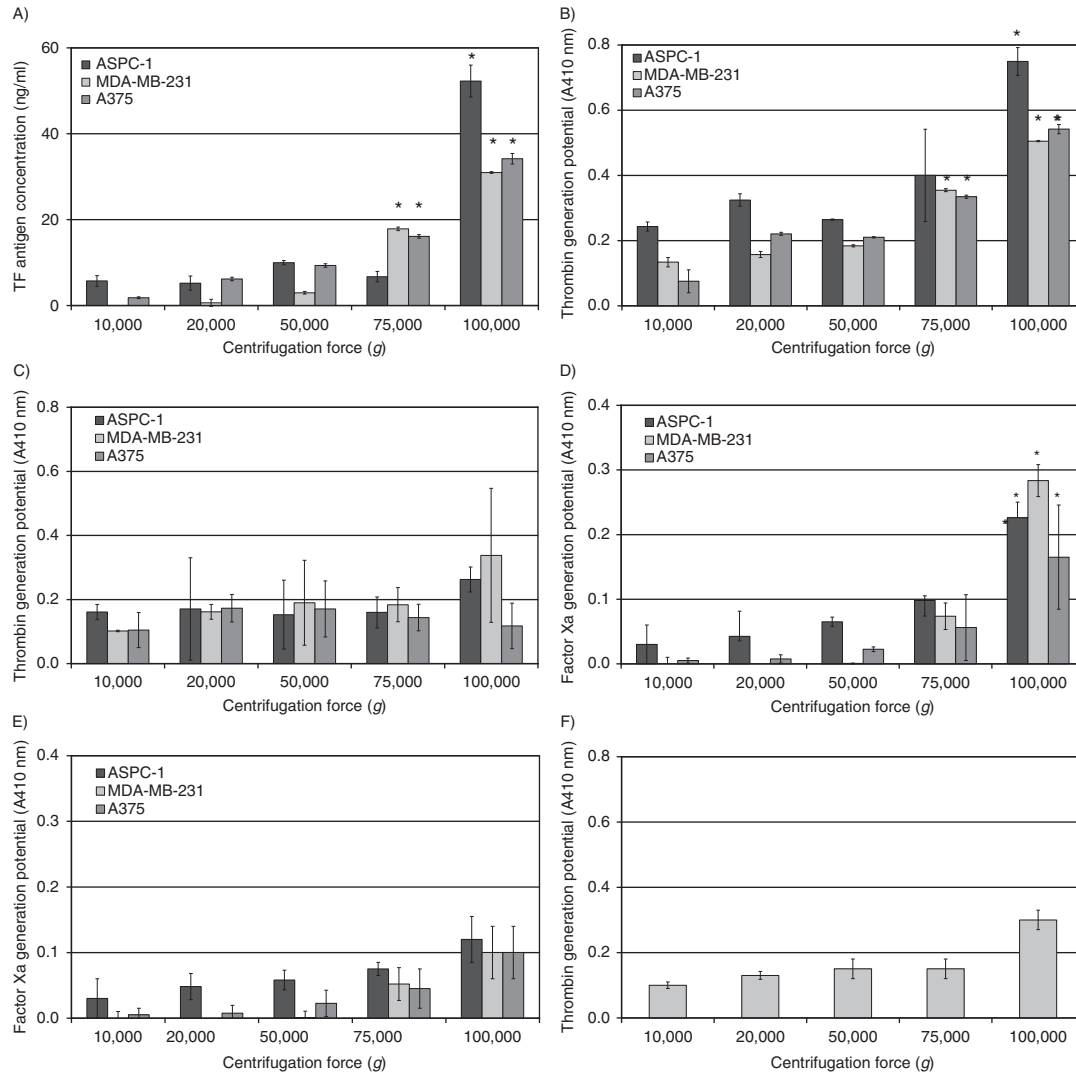 A)
TF antigen concentration (ng/ml)
60
40
20
0
ASPC-1
MDA-MB-231
A375
*
* *
* *
10,000 20,000 50,000 75,000 100,000
Centrifugation force (g)
B)
Thrombin generation potential (A410 nm)
0.8
0.6
0.4
0.2
0.0
ASPC-1
MDA-MB-231
A375
*
* *
* *
10,000 20,000 50,000 75,000 100,000
Centrifugation force (g)
C)
Thrombin generation potential (A410 nm)
0.8
0.6
0.4
0.2
0.0
ASPC-1
MDA-MB-231
A375
10,000 20,000 50,000 75,000 100,000
Centrifugation force (g)
D)
Factor Xa generation potential (A410 nm)
0.4
0.3
0.2
0.1
0.0
ASPC-1
MDA-MB-231
A375
*
* *
*
10,000 20,000 50,000 75,000 100,000
Centrifugation force (g)
E)
Factor Xa generation potential (A410 nm)
0.4
0.3
0.2
0.1
0.0
ASPC-1
MDA-MB-231
A375
10,000 20,000 50,000 75,000 100,000
Centrifugation force (g)
F)
Thrombin generation potential (A410 nm)
0.8
0.6
0.4
0.2
0.0
10,000 20,000 50,000 75,000 100,000
Centrifugation force (g)